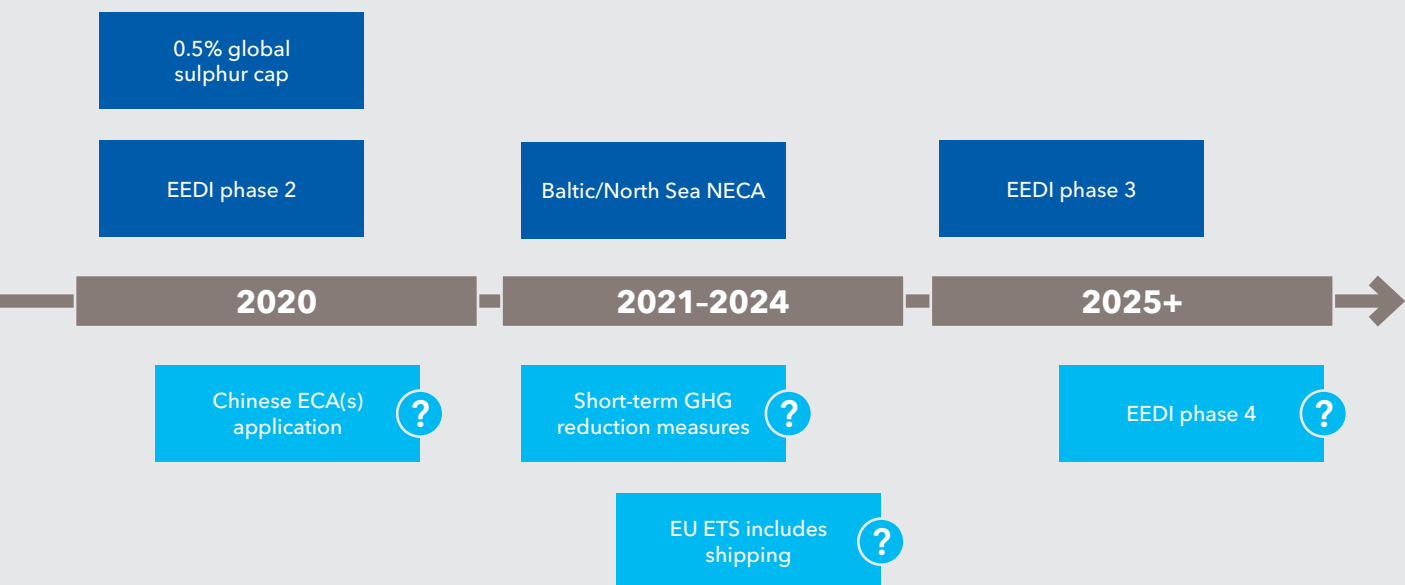 0.5% global
sulphur cap
EEDI phase 2
Baltic/North Sea NECA
EEDI phase 3
2020
2021–2024
2025+
Chinese ECA(s)
application
?
Short-term GHG
reduction measures
?
EEDI phase 4
?
EU ETS includes
shipping
?